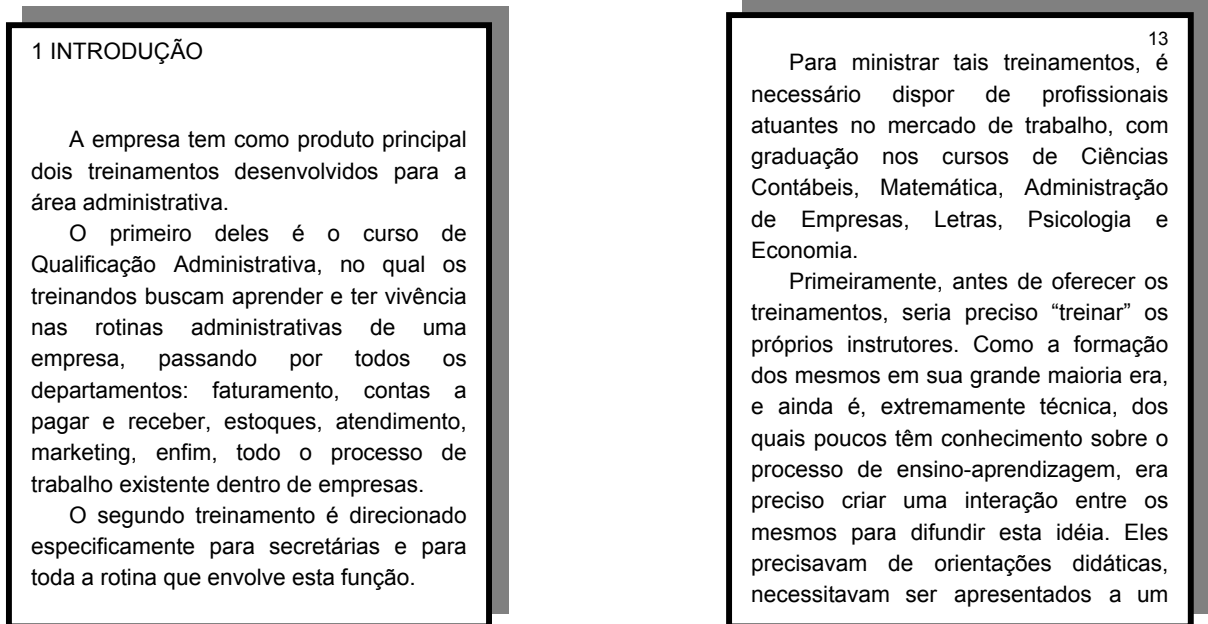 1 INTRODUÇÃO
A empresa tem como produto principal
dois treinamentos desenvolvidos para a
área administrativa.
O primeiro deles é o curso de
Qualificação Administrativa, no qual os
treinandos buscam aprender e ter vivência
nas rotinas administrativas de uma
empresa, passando por todos os
departamentos: faturamento, contas a
pagar e receber, estoques, atendimento,
marketing, enfim, todo o processo de
trabalho existente dentro de empresas.
O segundo treinamento é direcionado
especificamente para secretárias e para
toda a rotina que envolve esta função.
13
Para ministrar tais treinamentos, é
necessário dispor de profissionais
atuantes no mercado de trabalho, com
graduação nos cursos de Ciências
Contábeis, Matemática, Administração
de Empresas, Letras, Psicologia e
Economia.
Primeiramente, antes de oferecer os
treinamentos, seria preciso “treinar” os
próprios instrutores. Como a formação
dos mesmos em sua grande maioria era,
e ainda é, extremamente técnica, dos
quais poucos têm conhecimento sobre o
processo de ensino-aprendizagem, era
preciso criar uma interação entre os
mesmos para difundir esta idéia. Eles
precisavam de orientações didáticas,
necessitavam ser apresentados a um